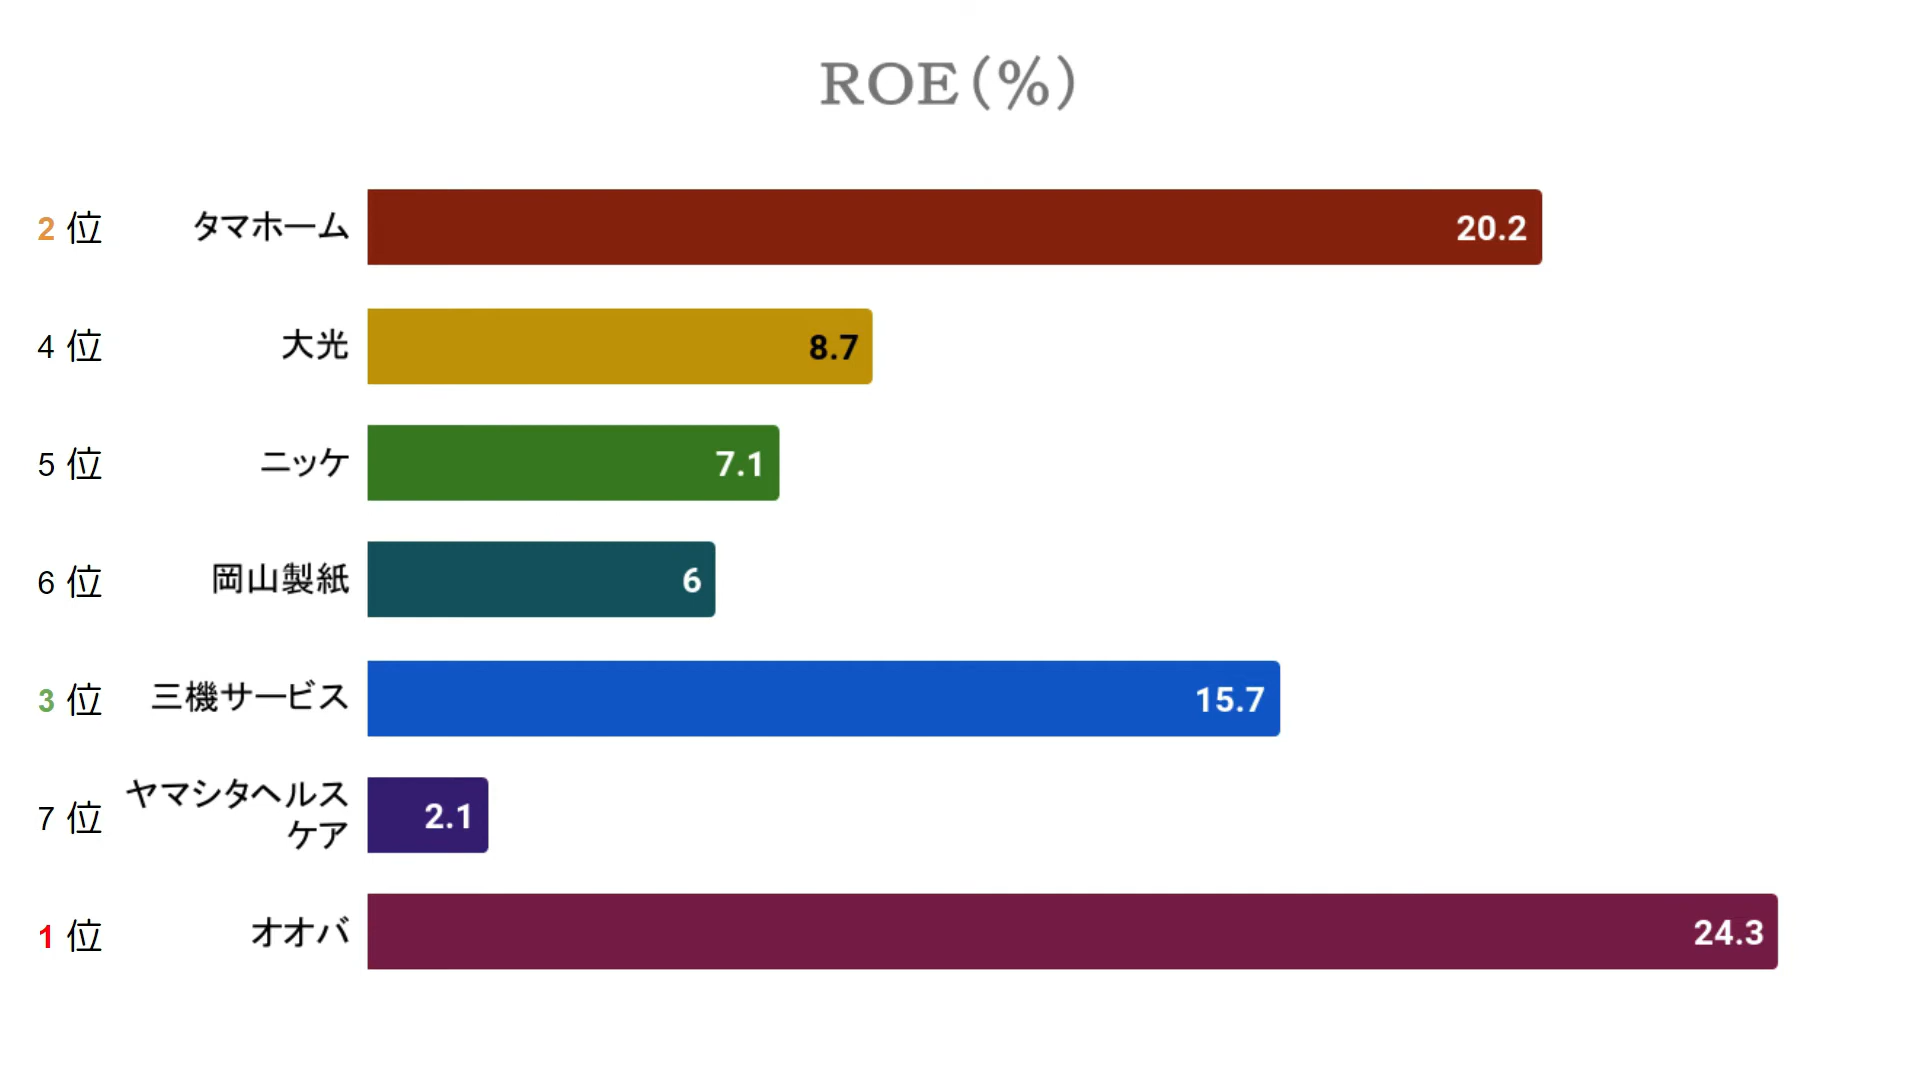 ROE(%)
2 位 タマホーム 20.2
4 位 大光 8.7
5 位 ニッケ 7.1
6 位 岡山製紙 6
3 位 三機サービス 15.7
7 位 ヤマシタヘルス
ケア 2.1
1 位 オオバ 24.3